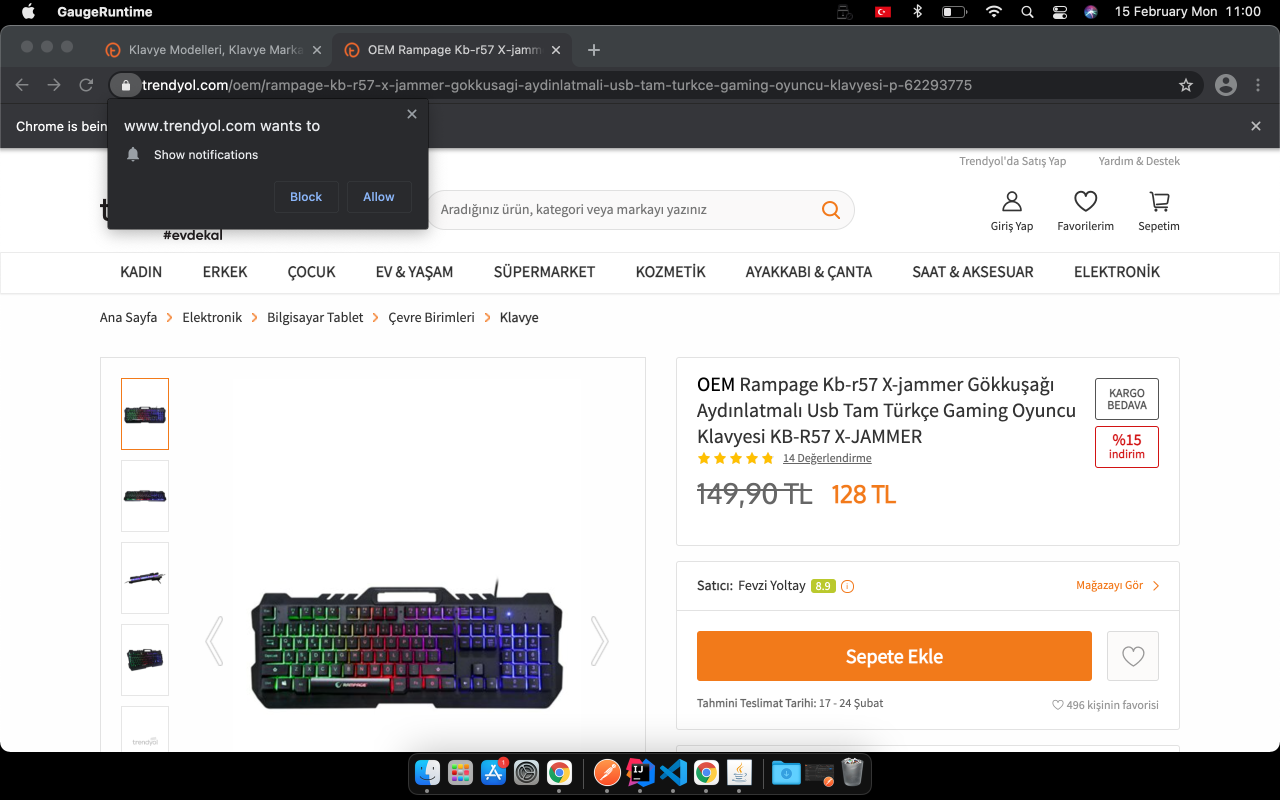 GaugeRuntime
15 February Mon 11:00
Klavye Modelleri, Klavye Marka
OEM Rampage Kb-r57 X-jamm
trendyol.com/oem/rampage-kb-r57-x-jammer-gokkusagi-aydinlatmali-usb-tam-turkce-gaming-oyuncu-klavyesi-p-62293775
Chrome is bein
www.trendyol.com wants to
Show notifications
Block
Allow
Trendyol'da Satış Yap
Yardım & Destek
#evdekal
Aradığınız ürün, kategori veya markayı yazınız
Giriş Yap
Favorilerim
Sepetim
KADIN
ERKEK
ÇOCUK
EV & YAŞAM
SÜPERMARKET
KOZMETİK
AYAKKABI & ÇANTA
SAAT & AKSESUAR
ELEKTRONİK
Ana Sayfa > Elektronik > Bilgisayar Tablet > Çevre Birimleri > Klavye
OEM Rampage Kb-r57 X-jammer Gökkuşağı
Aydınlatmalı Usb Tam Türkçe Gaming Oyuncu
Klavyesi KB-R57 X-JAMMER
14 Değerlendirme
149,90 TL 128 TL
KARGO
BEDAVA
%15
indirim
Satıcı: Fevzi Yoltay 8.9
Mağazayı Gör
Sepete Ekle
Tahmini Teslimat Tarihi: 17 - 24 Şubat
496 kişinin favorisi
RAMPAGE
trendyol
1
IJ